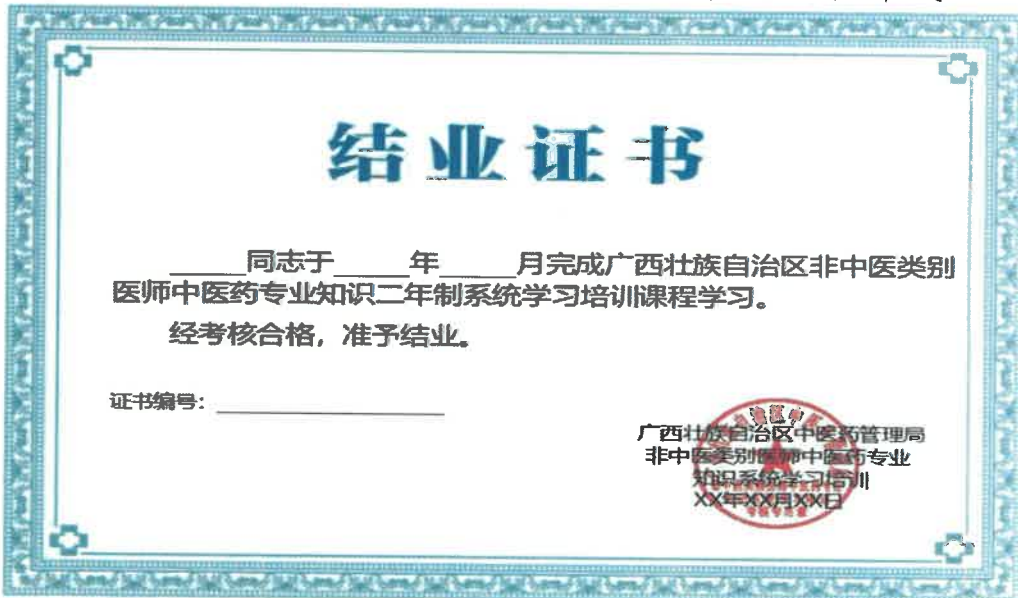 结业证书
_____同志于_____年_____月完成广西壮族自治区非中医类别
医师中医药专业知识二年制系统学习培训课程学习。
经考核合格，准予结业。
证书编号：_______________
广西壮族自治区中医药管理局
非中医类别医师中医药专业
知识系统学习培训
XX年XX月XX日